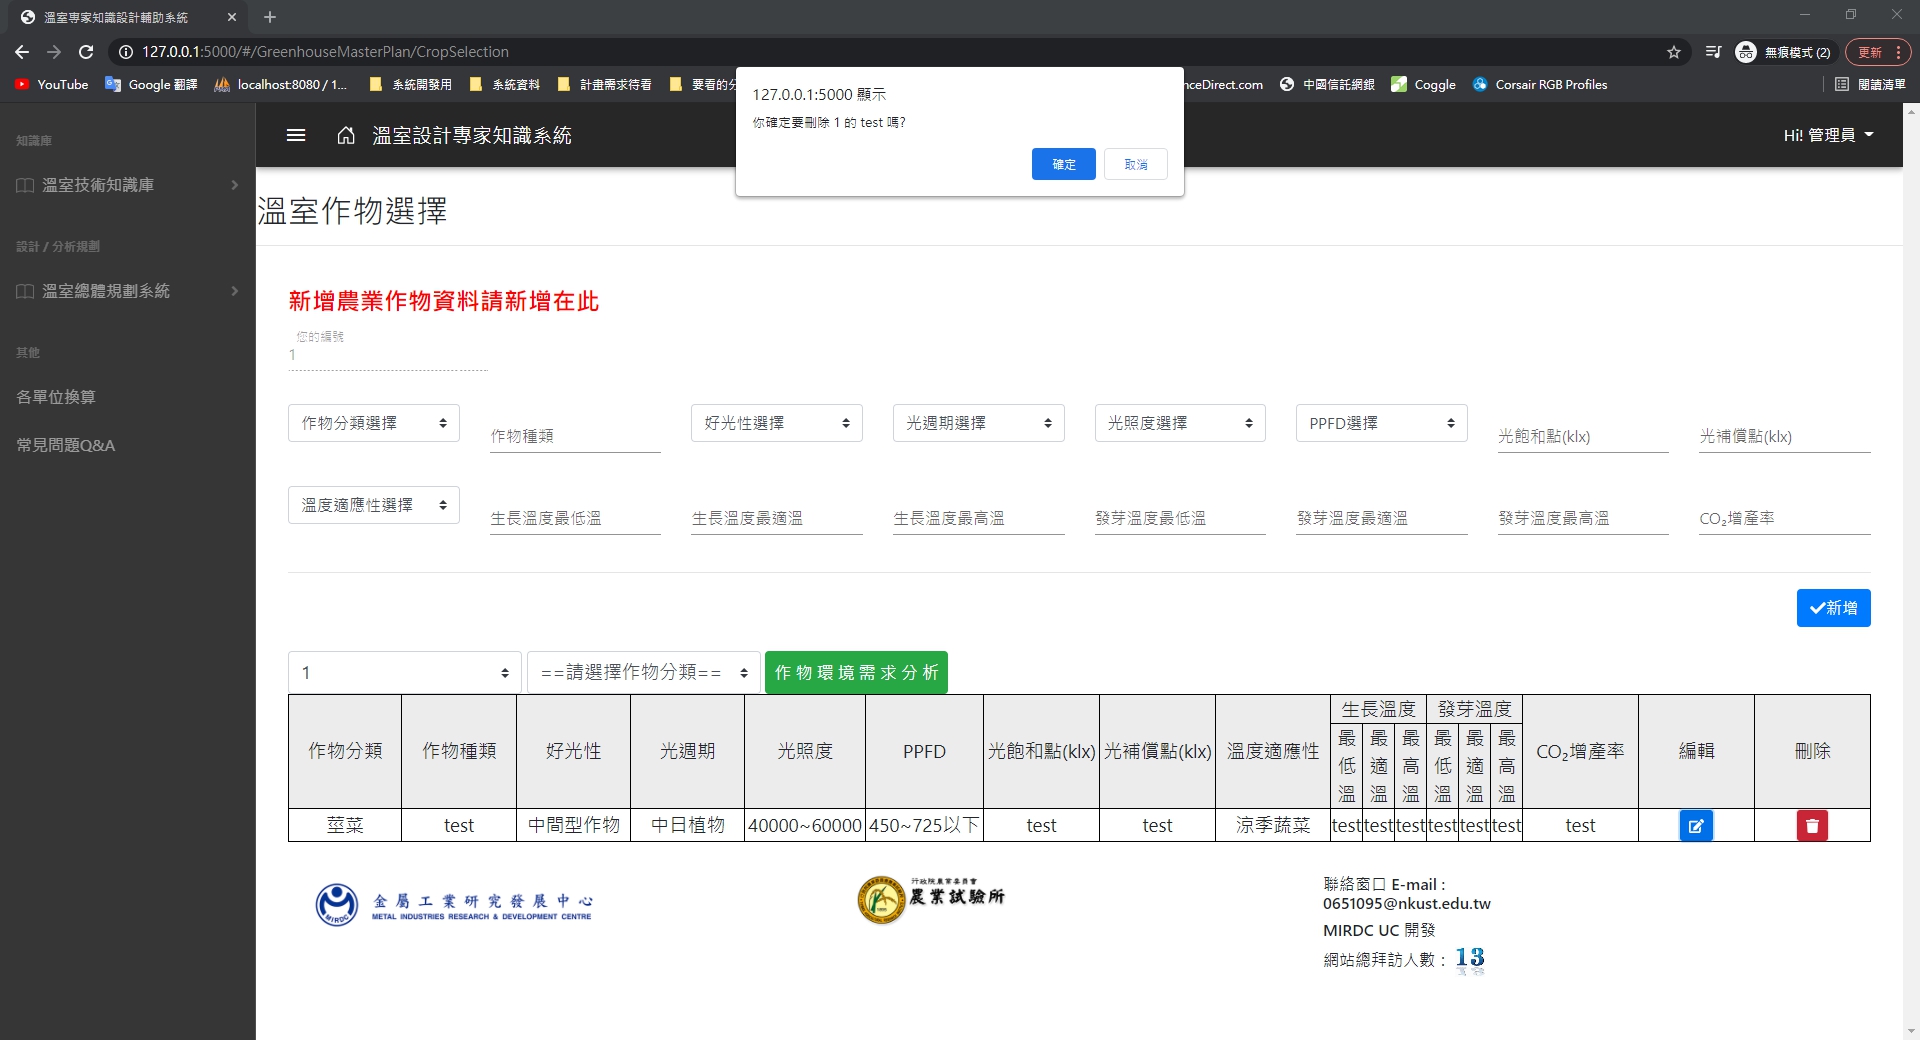 温室專家知識設計輔助系統
127.0.0.1:5000/#/GreenhouseMasterPlan/CropSelection
無痕模式 (2)
更新
YouTube
Google 翻譯
localhost:8080 / 1...
系統開發用
系統資料
計畫需求待看
要看的分
nceDirect.com
中國信託網銀
Coggle
Corsair RGB Profiles
閱讀清單
127.0.0.1:5000 顯示
你確定要刪除 1 的 test 嗎?
確定
取消
知識庫
溫室技術知識庫
設計 / 分析規劃
溫室總體規劃系統
其他
各單位換算
常見問題Q&A
溫室設計專家知識系統
Hi! 管理員
溫室作物選擇
新增農業作物資料請新增在此
您的編號
1
作物分類選擇
作物種類
好光性選擇
光週期選擇
光照度選擇
PPFD選擇
光飽和點(klx)
光補償點(klx)
溫度適應性選擇
生長溫度最低溫
生長溫度最適溫
生長溫度最高溫
發芽溫度最低溫
發芽溫度最適溫
發芽溫度最高溫
CO₂增產率
新增
1
==請選擇作物分類==
作物環境需求分析
作物分類
作物種類
好光性
光週期
光照度
PPFD
光飽和點(klx)
光補償點(klx)
溫度適應性
生長溫度
最低溫
最適溫
最高溫
發芽溫度
最低溫
最適溫
最高溫
CO₂增產率
編輯
刪除
莖菜
test
中間型作物
中日植物
40000~60000
450~725以下
test
test
涼季蔬菜
test
test
test
test
test
test
test
MIRDC
金屬工業研究發展中心
METAL INDUSTRIES RESEARCH & DEVELOPMENT CENTRE
行政院農業委員會
農業試驗所
聯絡窗口 E-mail :
0651095@nkust.edu.tw
MIRDC UC 開發
網站總拜訪人數 : 13